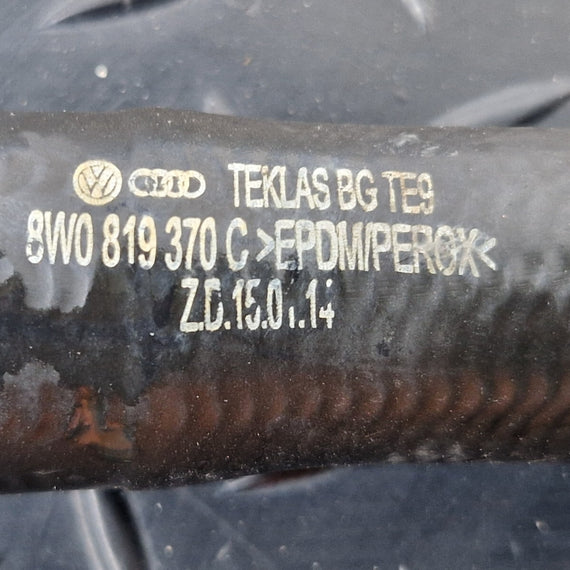 TEKLAS BG TE9
8W0 819 370 C >EPDM/PEROX<
Z.D.15.01.14